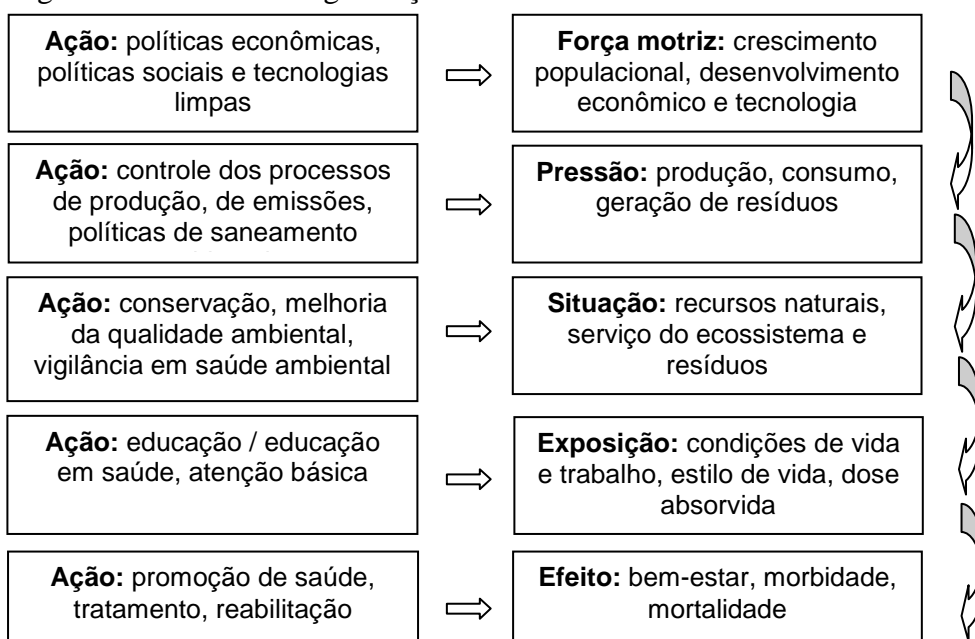 Ação: políticas econômicas,
políticas sociais e tecnologias
limpas
Força motriz: crescimento
populacional, desenvolvimento
econômico e tecnologia
Ação: controle dos processos
de produção, de emissões,
políticas de saneamento
Pressão: produção, consumo,
geração de resíduos
Ação: conservação, melhoria
da qualidade ambiental,
vigilância em saúde ambiental
Situação: recursos naturais,
serviço do ecossistema e
resíduos
Ação: educação / educação
em saúde, atenção básica
Exposição: condições de vida
e trabalho, estilo de vida, dose
absorvida
Ação: promoção de saúde,
tratamento, reabilitação
Efeito: bem-estar, morbidade,
mortalidade